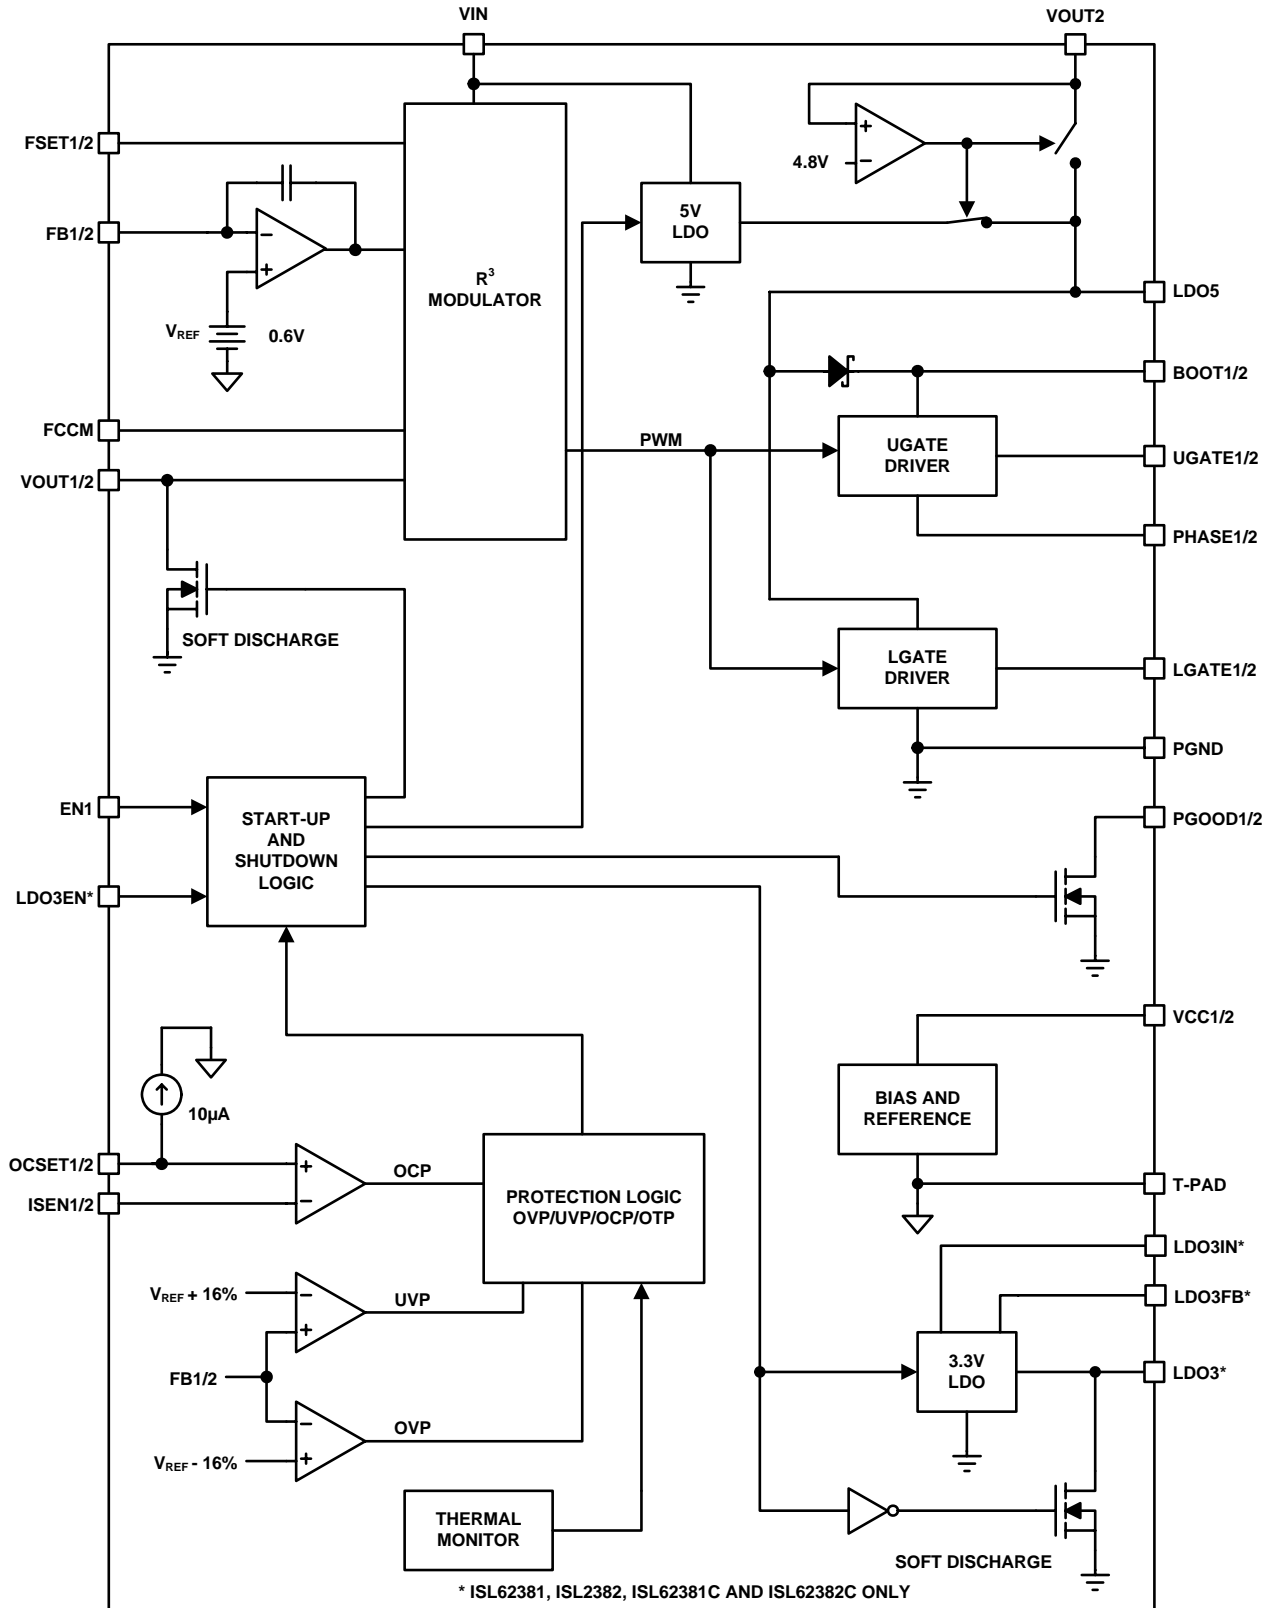 VIN
VOUT2
FSET1/2
+
4.8V
−
FB1/2
−
+
5V
LDO
R³
MODULATOR
VREF
0.6V
LDO5
BOOT1/2
FCCM
PWM
UGATE
DRIVER
UGATE1/2
VOUT1/2
PHASE1/2
SOFT DISCHARGE
LGATE
DRIVER
LGATE1/2
PGND
EN1
START-UP
AND
SHUTDOWN
LOGIC
PGOOD1/2
LDO3EN*
VCC1/2
BIAS AND
REFERENCE
10µA
OCSET1/2
+
OCP
ISEN1/2
−
PROTECTION LOGIC
OVP/UVP/OCP/OTP
T-PAD
LDO3IN*
VREF + 16%
−
UVP
+
LDO3FB*
FB1/2
3.3V
LDO
LDO3*
−
OVP
VREF - 16%
+
THERMAL
MONITOR
SOFT DISCHARGE
* ISL62381, ISL2382, ISL62381C AND ISL62382C ONLY